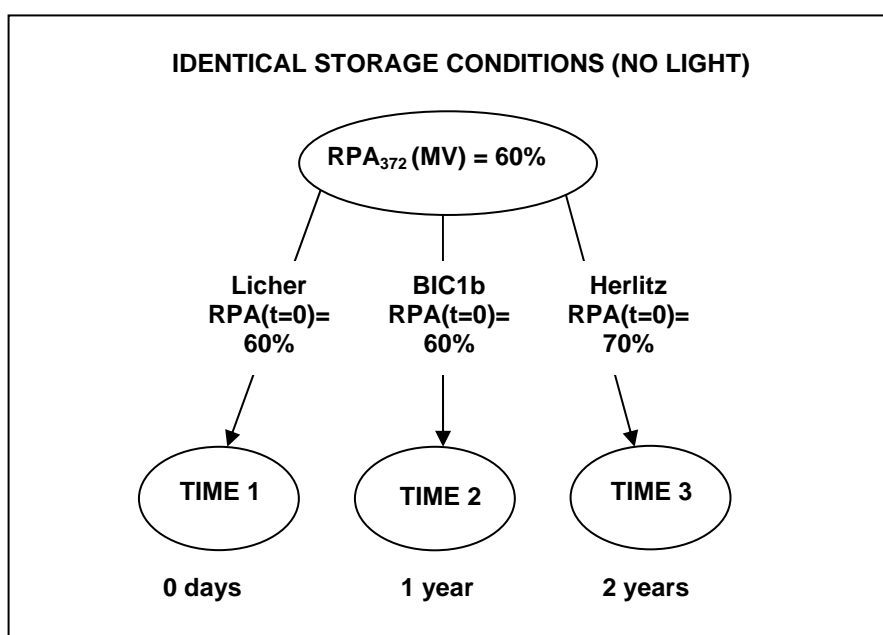 IDENTICAL STORAGE CONDITIONS (NO LIGHT)
RPA₃₇₂ (MV) = 60%
Licher
RPA(t=0)=
60%
BIC1b
RPA(t=0)=
60%
Herlitz
RPA(t=0)=
70%
TIME 1
TIME 2
TIME 3
0 days
1 year
2 years